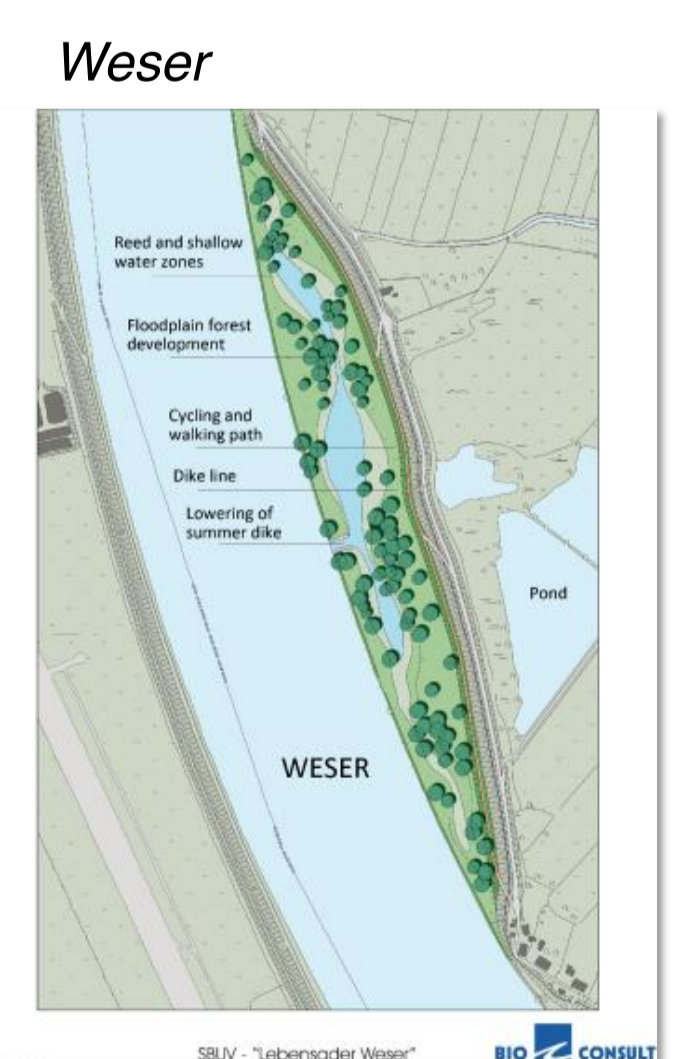 Weser
Reed and shallow
water zones
Floodplain forest
development
Cycling and
walking path
Dike line
Lowering of
summer dike
Pond
WESER
SBUV - "Lebensader Weser"
BIO CONSULT